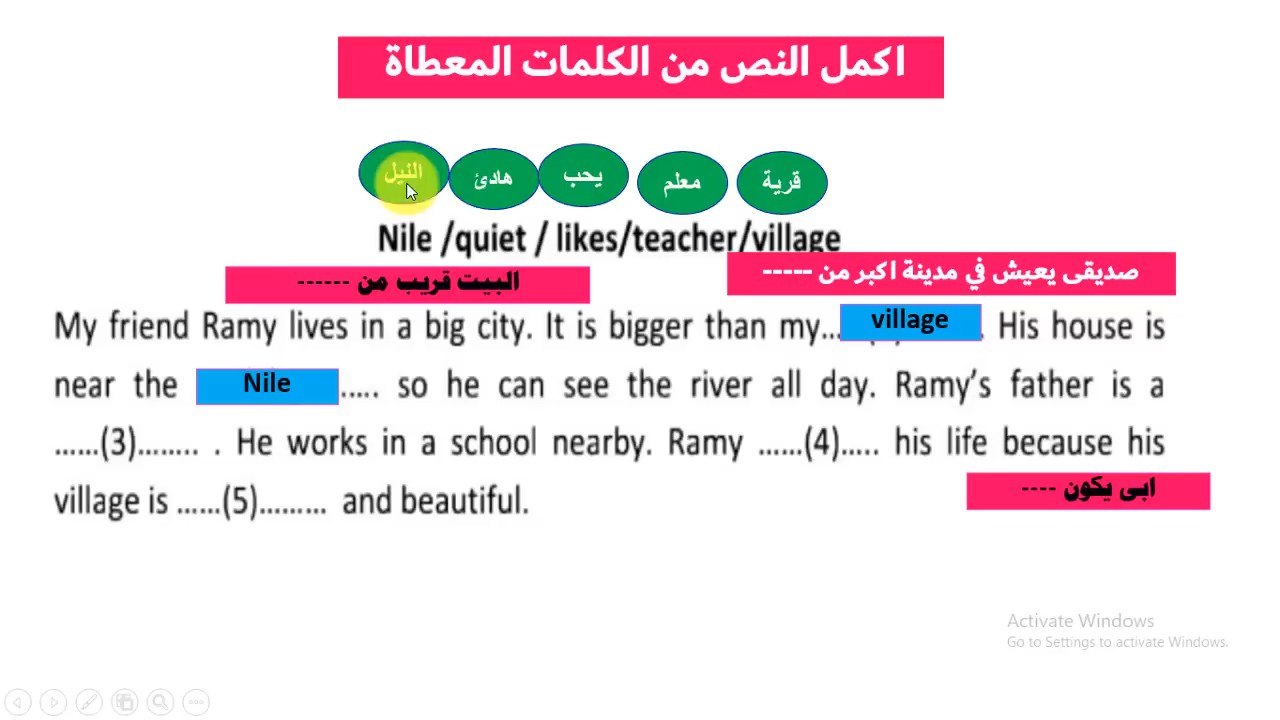 اكمل النص من الكلمات المعطاة
النيل هادئ يحب معلم قرية
Nile /quiet / likes/teacher/village
صديقى يعيش في مدينة اكبر من -----
البيت قريب من ------
My friend Ramy lives in a big city. It is bigger than my… village . His house is
near the Nile ….. so he can see the river all day. Ramy’s father is a
……(3)…….. . He works in a school nearby. Ramy ……(4)….. his life because his
ابى يكون ----
village is ……(5)……… and beautiful.
Activate Windows
Go to Settings to activate Windows.